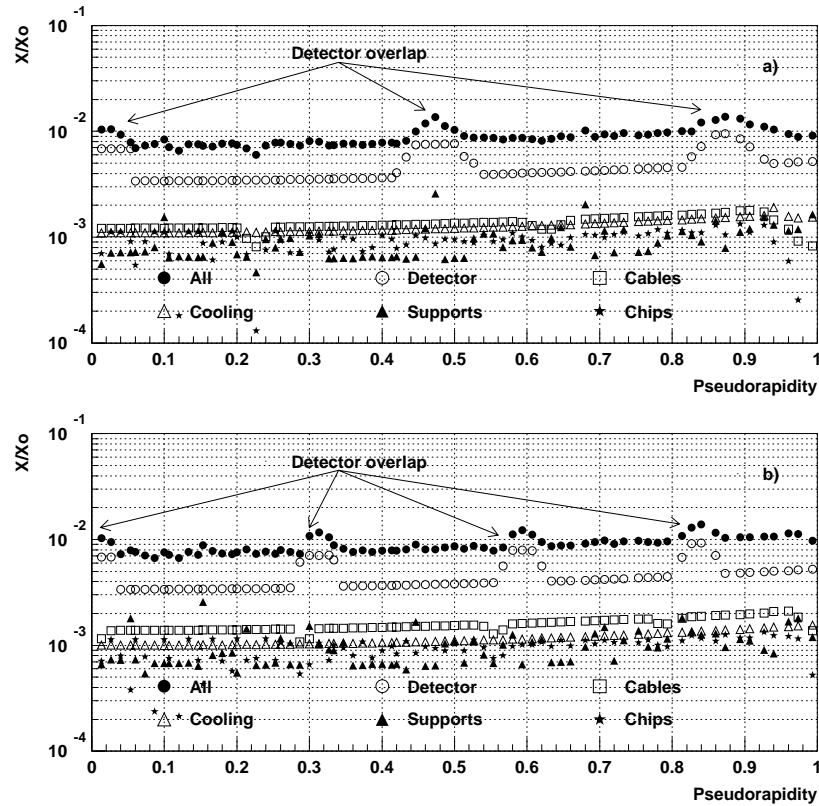 X/Xo
10⁻¹
10⁻²
10⁻³
10⁻⁴
Detector overlap
a)
All
Detector
Cables
Cooling
Supports
Chips
0 0.1 0.2 0.3 0.4 0.5 0.6 0.7 0.8 0.9 1
Pseudorapidity
X/Xo
10⁻¹
10⁻²
10⁻³
10⁻⁴
Detector overlap
b)
All
Detector
Cables
Cooling
Supports
Chips
0 0.1 0.2 0.3 0.4 0.5 0.6 0.7 0.8 0.9 1
Pseudorapidity